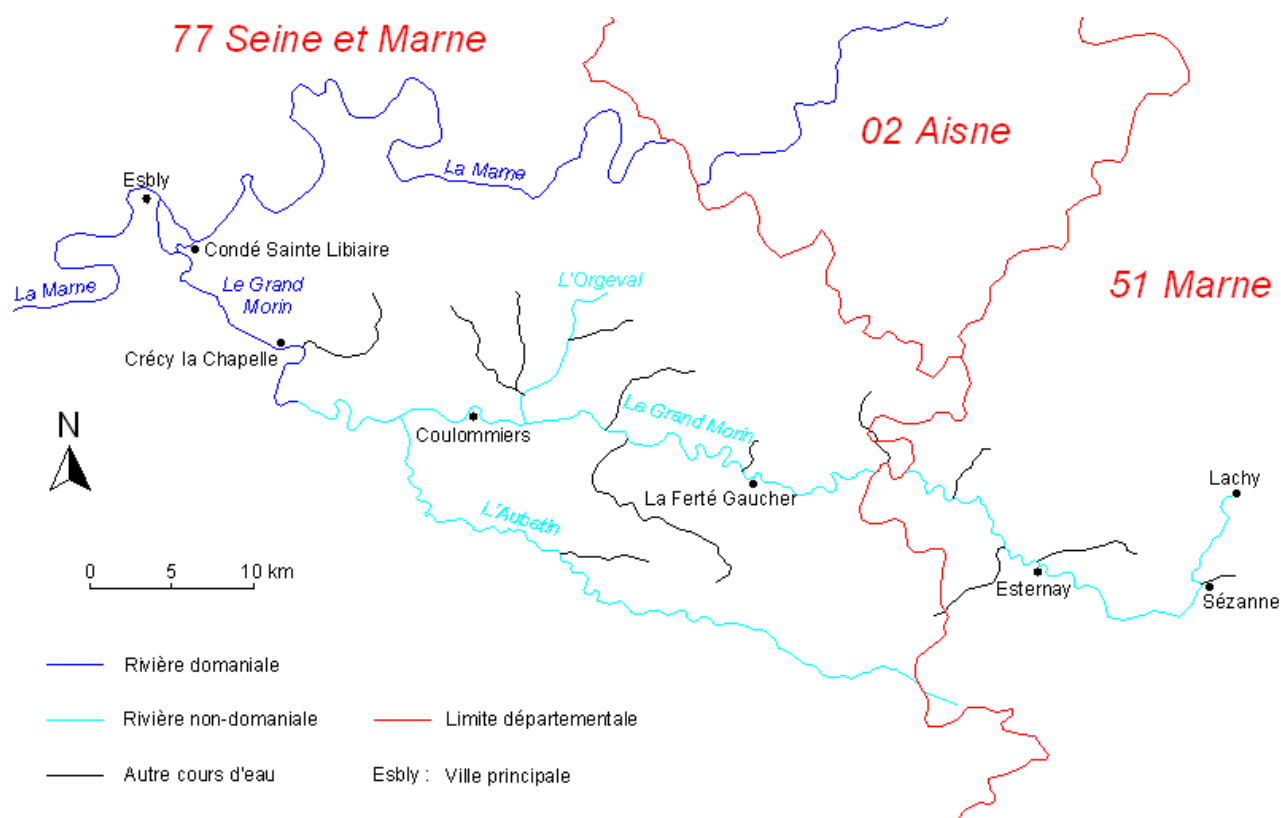 77 Seine et Marne
02 Aisne
La Marne
Esbly
Condé Sainte Libiaire
L'Orgeval
Le Grand
Morin
La Marne
51 Marne
Crécy la Chapelle
N
Coulommiers
Le Grand Morin
Lachy
La Ferté Gaucher
L'Aubetin
0 5 10 km
Esternay
Sézanne
Rivière domaniale
Rivière non-domaniale
Limite départementale
Autre cours d'eau
Esbly : Ville principale